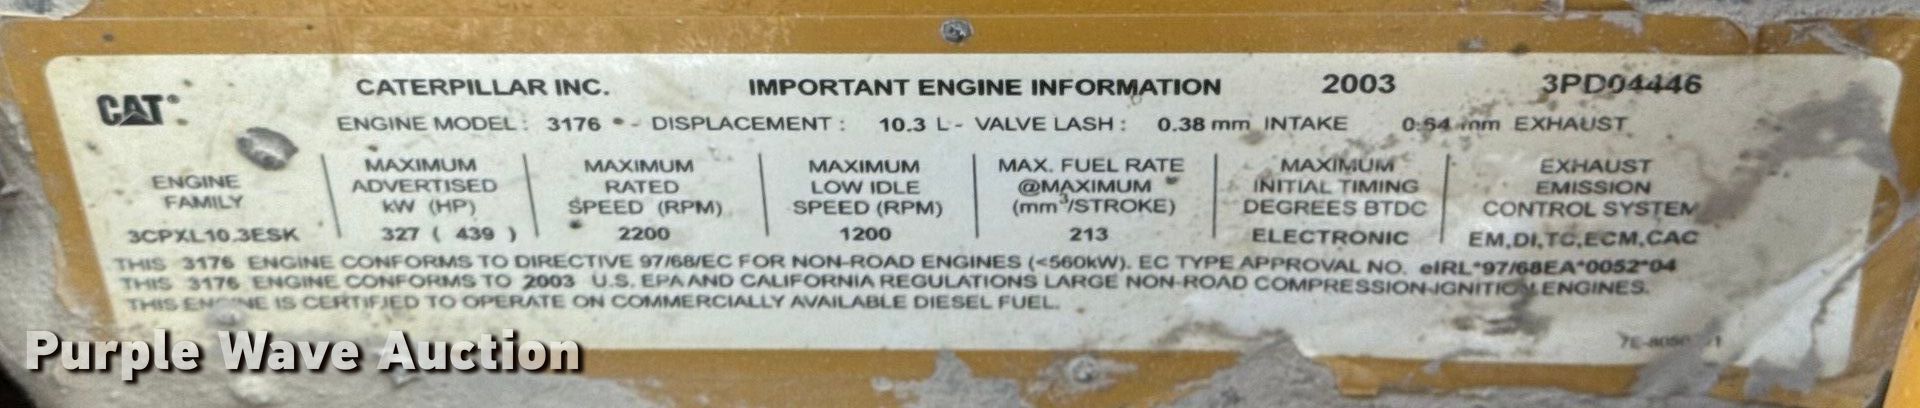 CATERPILLAR INC. IMPORTANT ENGINE INFORMATION 2003 3PD04446
CAT
ENGINE MODEL: 3176 - DISPLACEMENT: 10.3 L - VALVE LASH: 0.38 mm INTAKE 0.64 mm EXHAUST
ENGINE FAMILY
3CPXL10.3ESK
MAXIMUM
ADVERTISED
kW (HP)
327 ( 439 )
MAXIMUM
RATED
SPEED (RPM)
2200
MAXIMUM
LOW IDLE
SPEED (RPM)
1200
MAX. FUEL RATE
@MAXIMUM
(mm³/STROKE)
213
MAXIMUM
INITIAL TIMING
DEGREES BTDC
ELECTRONIC
EXHAUST
EMISSION
CONTROL SYSTEM
EM,DI,TC,ECM,CAC
THIS 3176 ENGINE CONFORMS TO DIRECTIVE 97/68/EC FOR NON-ROAD ENGINES (<560kW). EC TYPE APPROVAL NO. eIRL*97/68EA*0052*04
THIS 3176 ENGINE CONFORMS TO 2003 U.S. EPA AND CALIFORNIA REGULATIONS LARGE NON-ROAD COMPRESSION-IGNITION ENGINES.
THIS ENGINE IS CERTIFIED TO OPERATE ON COMMERCIALLY AVAILABLE DIESEL FUEL.
Purple Wave Auction